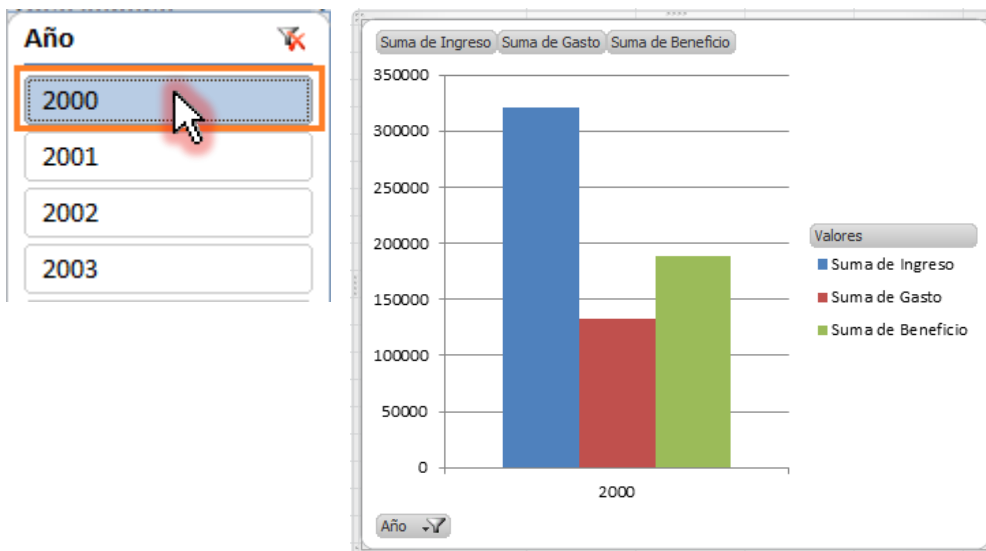 Año
2000
2001
2002
2003
Suma de Ingreso Suma de Gasto Suma de Beneficio
350000
300000
250000
200000
150000
100000
50000
0
2000
Valores
Suma de Ingreso
Suma de Gasto
Suma de Beneficio
Año